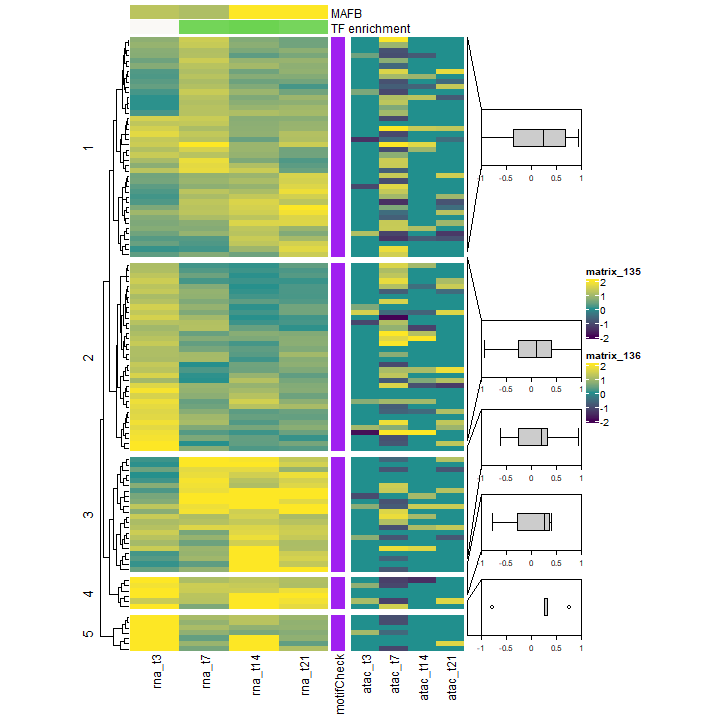 MAFB
TF enrichment
1
2
3
4
5
-1 -0.5 0 0.5 1
-1 -0.5 0 0.5 1
-1 -0.5 0 0.5 1
-1 -0.5 0 0.5 1
-1 -0.5 0 0.5 1
matrix_135
2
1
0
-1
-2
matrix_136
2
1
0
-1
-2
rna_t3
rna_t7
rna_t14
rna_t21
motifCheck
atac_t3
atac_t7
atac_t14
atac_t21